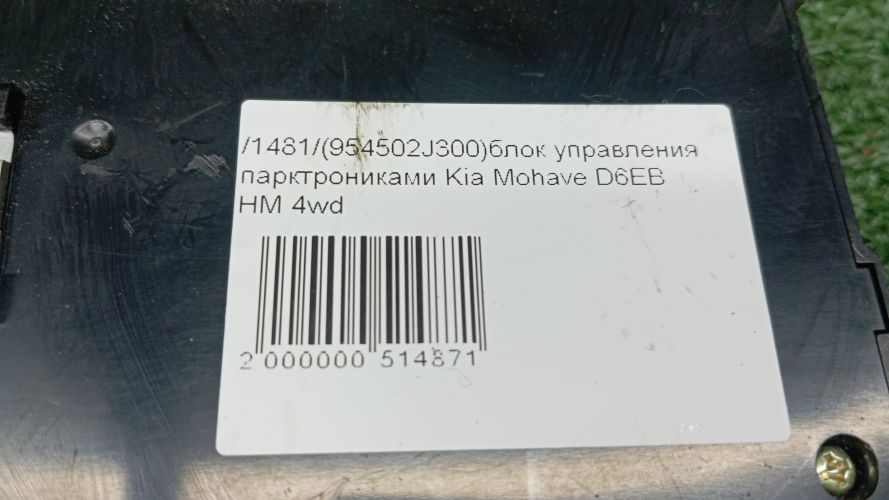 /1481/(954502J300)блок управления
парктрониками Kia Mohave D6EB
HM 4wd
2 000000 514871